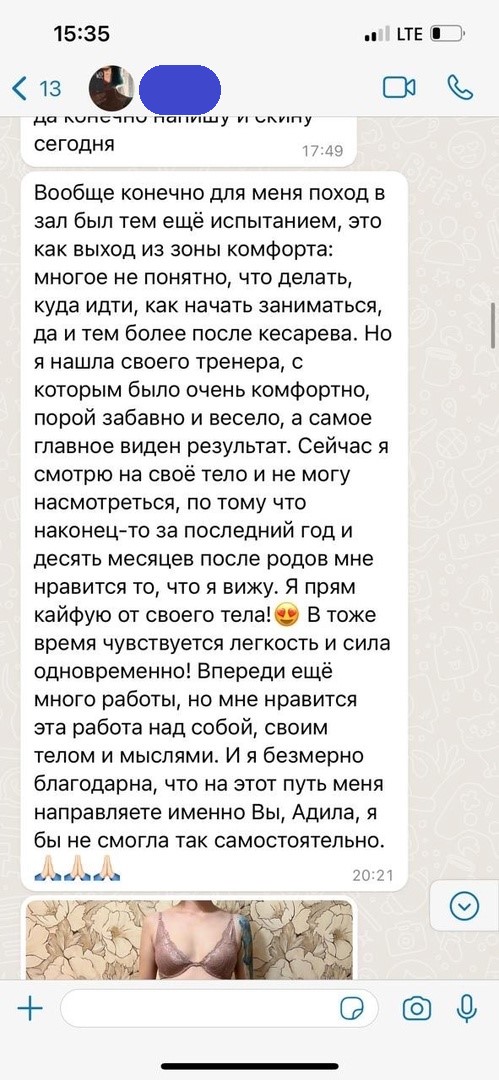 15:35
LTE
13
да конечно напишу и скину
сегодня
17:49
Вообще конечно для меня поход в
зал был тем ещё испытанием, это
как выход из зоны комфорта:
многое не понятно, что делать,
куда идти, как начать заниматься,
да и тем более после кесарева. Но
я нашла своего тренера, с
которым было очень комфортно,
порой забавно и весело, а самое
главное виден результат. Сейчас я
смотрю на своё тело и не могу
насмотреться, по тому что
наконец-то за последний год и
десять месяцев после родов мне
нравится то, что я вижу. Я прям
кайфую от своего тела!😍 В тоже
время чувствуется легкость и сила
одновременно! Впереди ещё
много работы, но мне нравится
эта работа над собой, своим
телом и мыслями. И я безмерно
благодарна, что на этот путь меня
направляете именно Вы, Адила, я
бы не смогла так самостоятельно.
🙏🏻🙏🏻🙏🏻
20:21